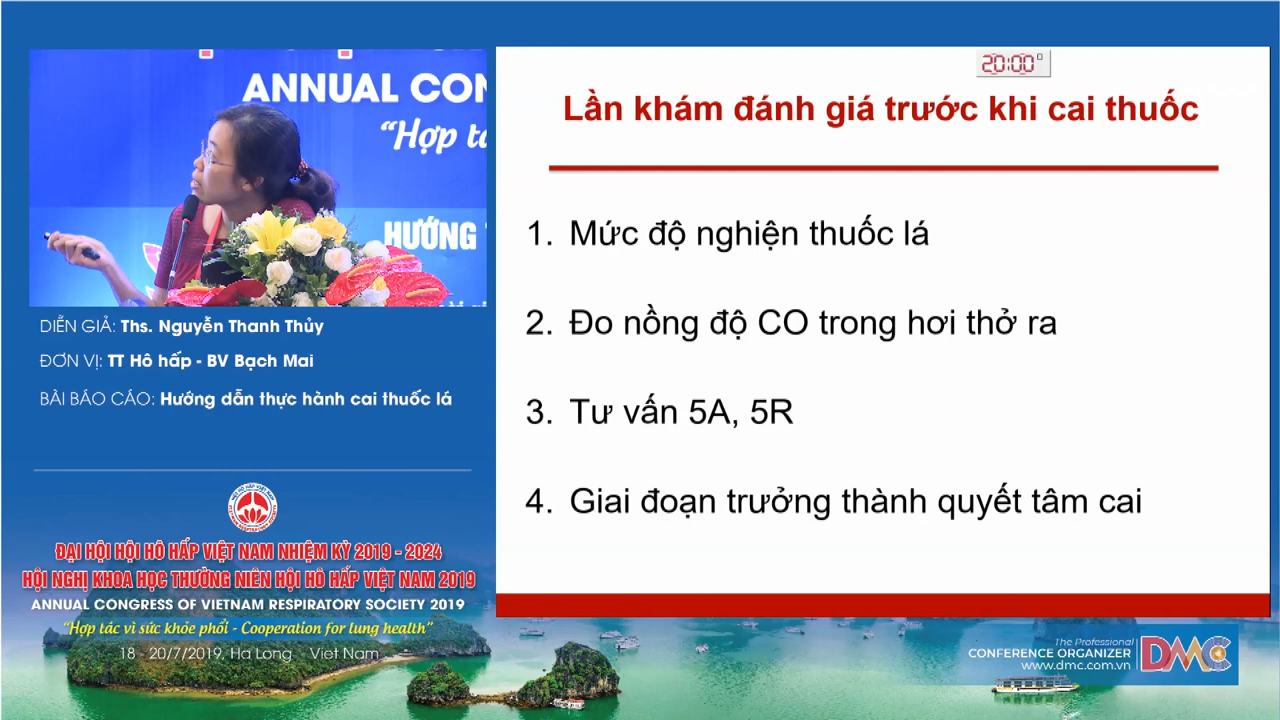 ANNUAL CON
“Hợp tá
HƯỚNG
DIỄN GIẢ: Ths. Nguyễn Thanh Thủy
ĐƠN VỊ: TT Hô hấp - BV Bạch Mai
BÀI BÁO CÁO: Hướng dẫn thực hành cai thuốc lá
HỘI HÔ HẤP VIỆT NAM
ĐẠI HỘI HỘI HÔ HẤP VIỆT NAM NHIỆM KỲ 2019 - 2024
HỘI NGHỊ KHOA HỌC THƯỜNG NIÊN HỘI HÔ HẤP VIỆT NAM 2019
ANNUAL CONGRESS OF VIETNAM RESPIRATORY SOCIETY 2019
“Hợp tác vì sức khỏe phổi - Cooperation for lung health”
18 - 20/7/2019, Ha Long Viet Nam
20:00
Lần khám đánh giá trước khi cai thuốc
1. Mức độ nghiện thuốc lá
2. Đo nồng độ CO trong hơi thở ra
3. Tư vấn 5A, 5R
4. Giai đoạn trưởng thành quyết tâm cai
The Professional
CONFERENCE ORGANIZER
www.dmc.com.vn
DMC